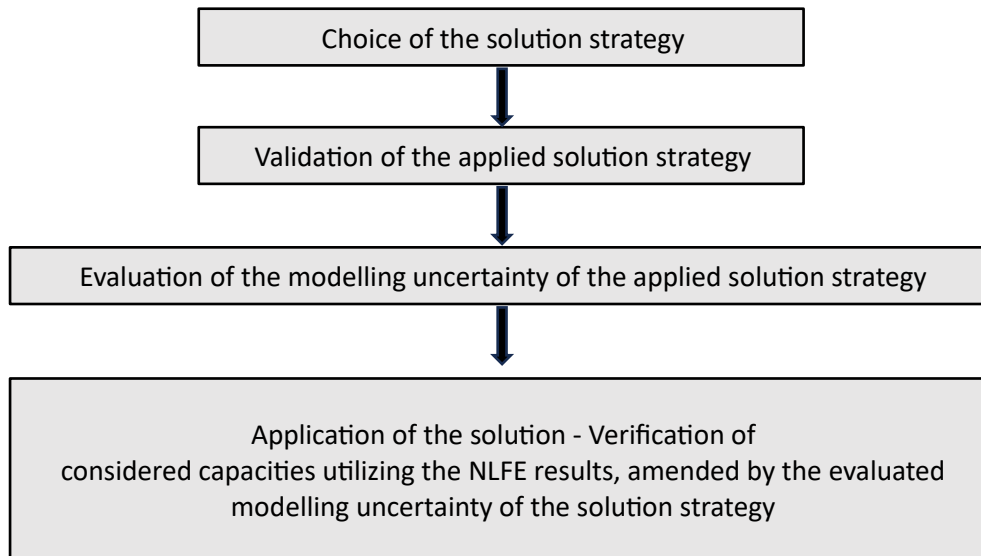 Choice of the solution strategy
Validation of the applied solution strategy
Evaluation of the modelling uncertainty of the applied solution strategy
Application of the solution - Verification of
considered capacities utilizing the NLFE results, amended by the evaluated
modelling uncertainty of the solution strategy